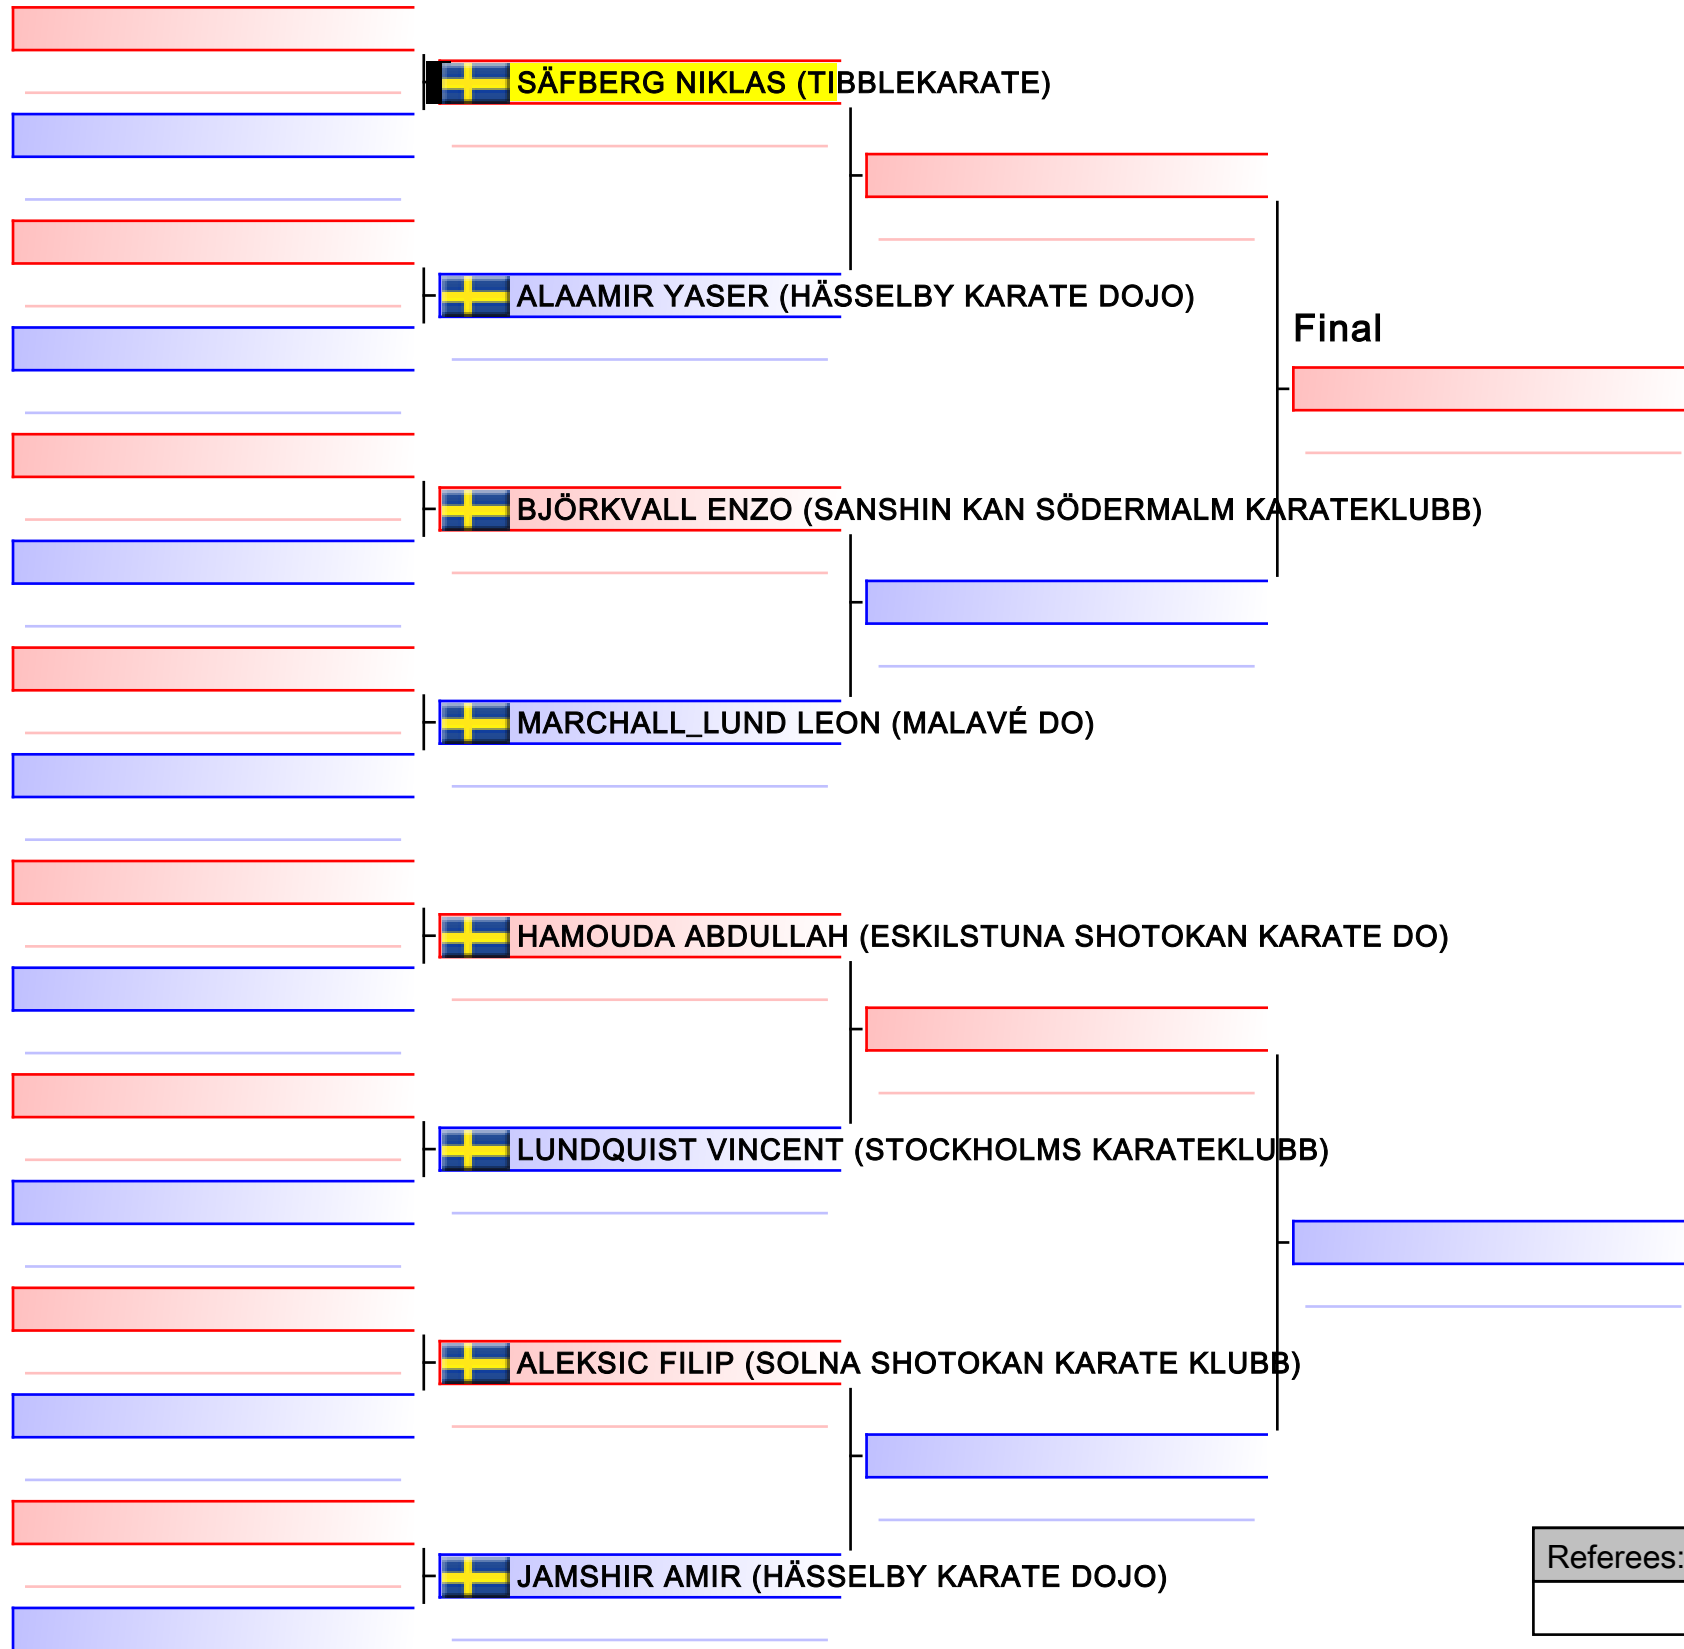 SÄFBERG NIKLAS (TIBBLEKARATE)
ALAAMIR YASER (HÄSSELBY KARATE DOJO)
Final
BJÖRKVALL ENZO (SANSHIN KAN SÖDERMALM KARATEKLUBB)
MARCHALL_LUND LEON (MALAVÉ DO)
HAMOUDA ABDULLAH (ESKILSTUNA SHOTOKAN KARATE DO)
LUNDQUIST VINCENT (STOCKHOLMS KARATEKLUBB)
ALEKSIC FILIP (SOLNA SHOTOKAN KARATE KLUBB)
Referees:
JAMSHIR AMIR (HÄSSELBY KARATE DOJO)